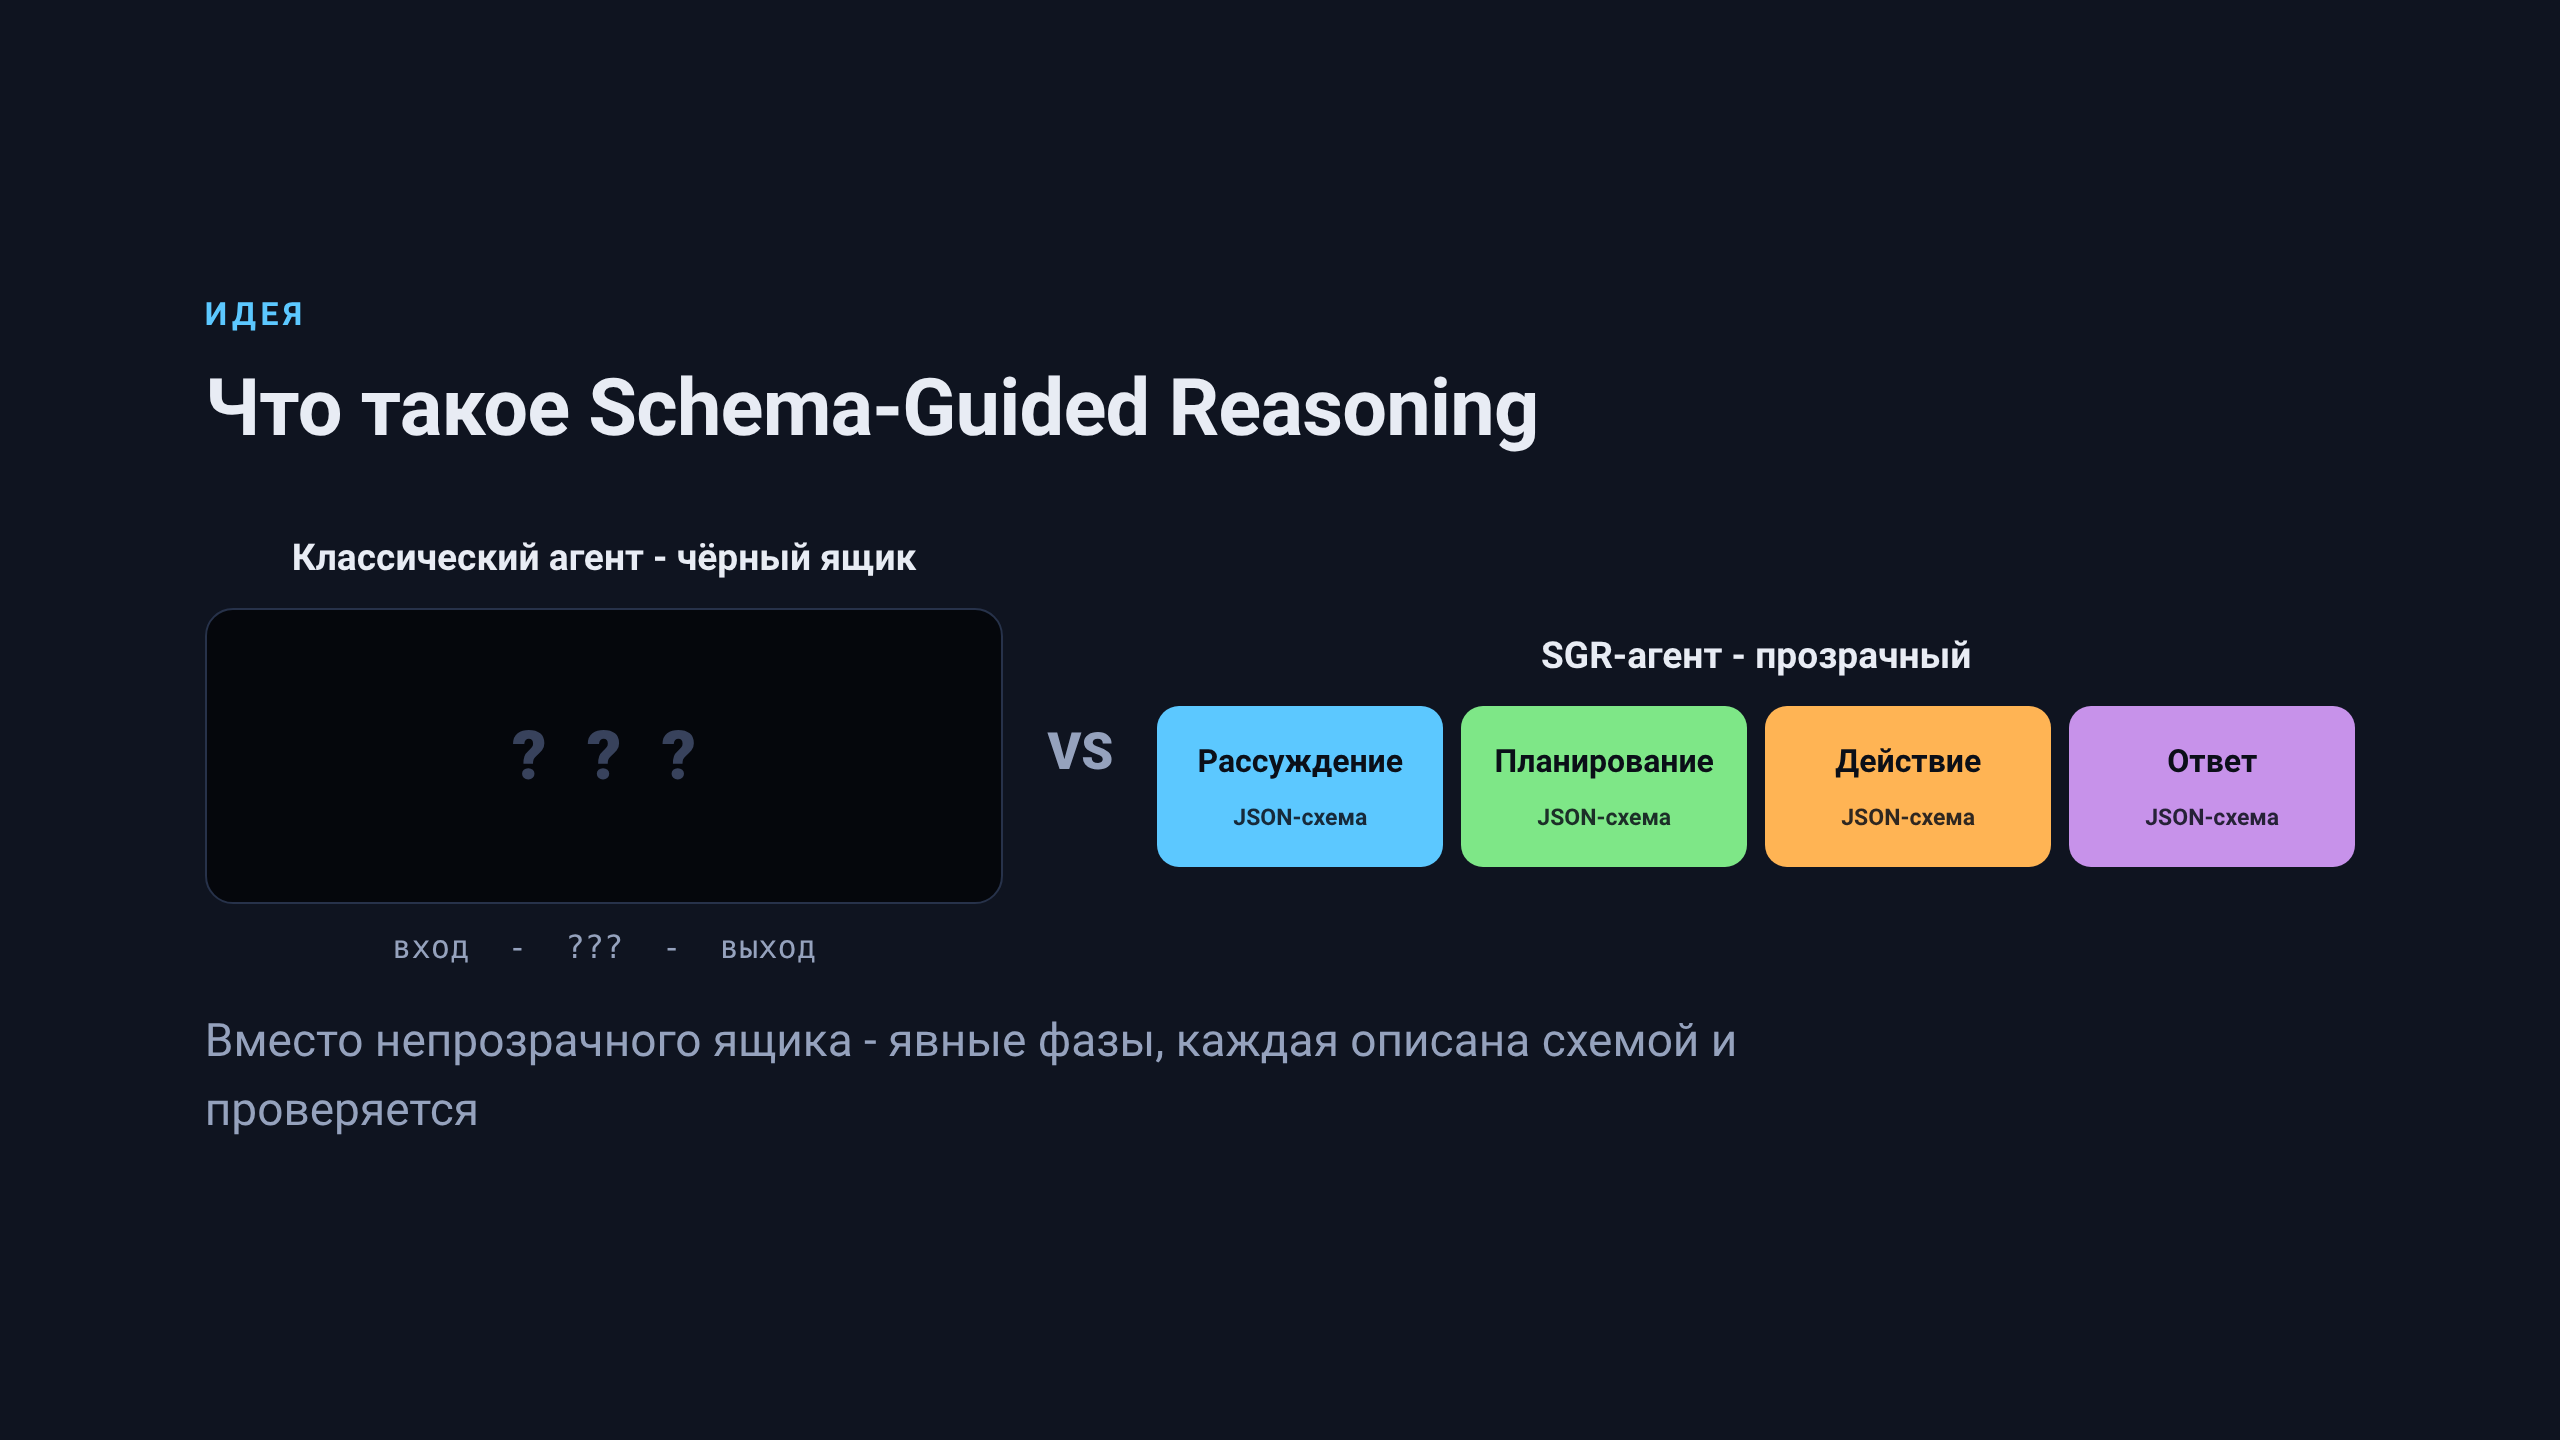 ИДЕЯ
Что такое Schema-Guided Reasoning
Классический агент - чёрный ящик
? ? ?
вход - ??? - выход
VS
SGR-агент - прозрачный
Рассуждение
JSON-схема
Планирование
JSON-схема
Действие
JSON-схема
Ответ
JSON-схема
Вместо непрозрачного ящика - явные фазы, каждая описана схемой и
проверяется